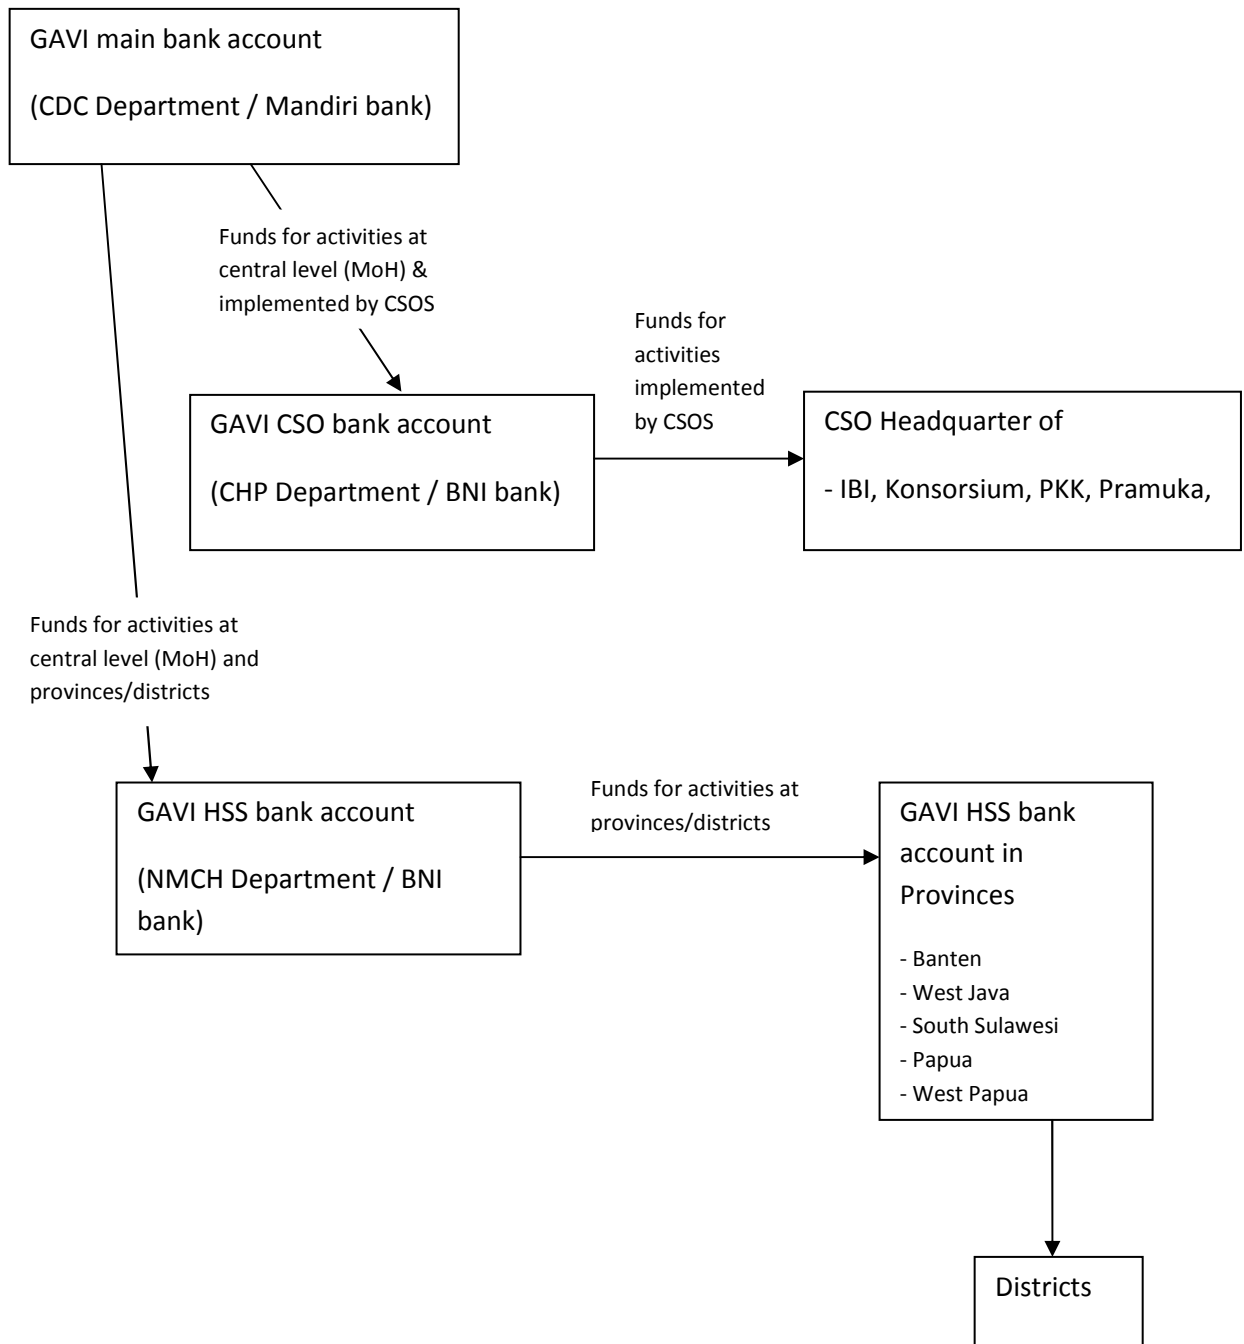 GAVI main bank account
(CDC Department / Mandiri bank)
Funds for activities at
central level (MoH) &
implemented by CSOS
Funds for
activities
implemented
by CSOS
GAVI CSO bank account
(CHP Department / BNI bank)
CSO Headquarter of
- IBI, Konsorsium, PKK, Pramuka,
Funds for activities at
central level (MoH) and
provinces/districts
GAVI HSS bank account
(NMCH Department / BNI
bank)
Funds for activities at
provinces/districts
GAVI HSS bank
account in
Provinces
- Banten
- West Java
- South Sulawesi
- Papua
- West Papua
Districts